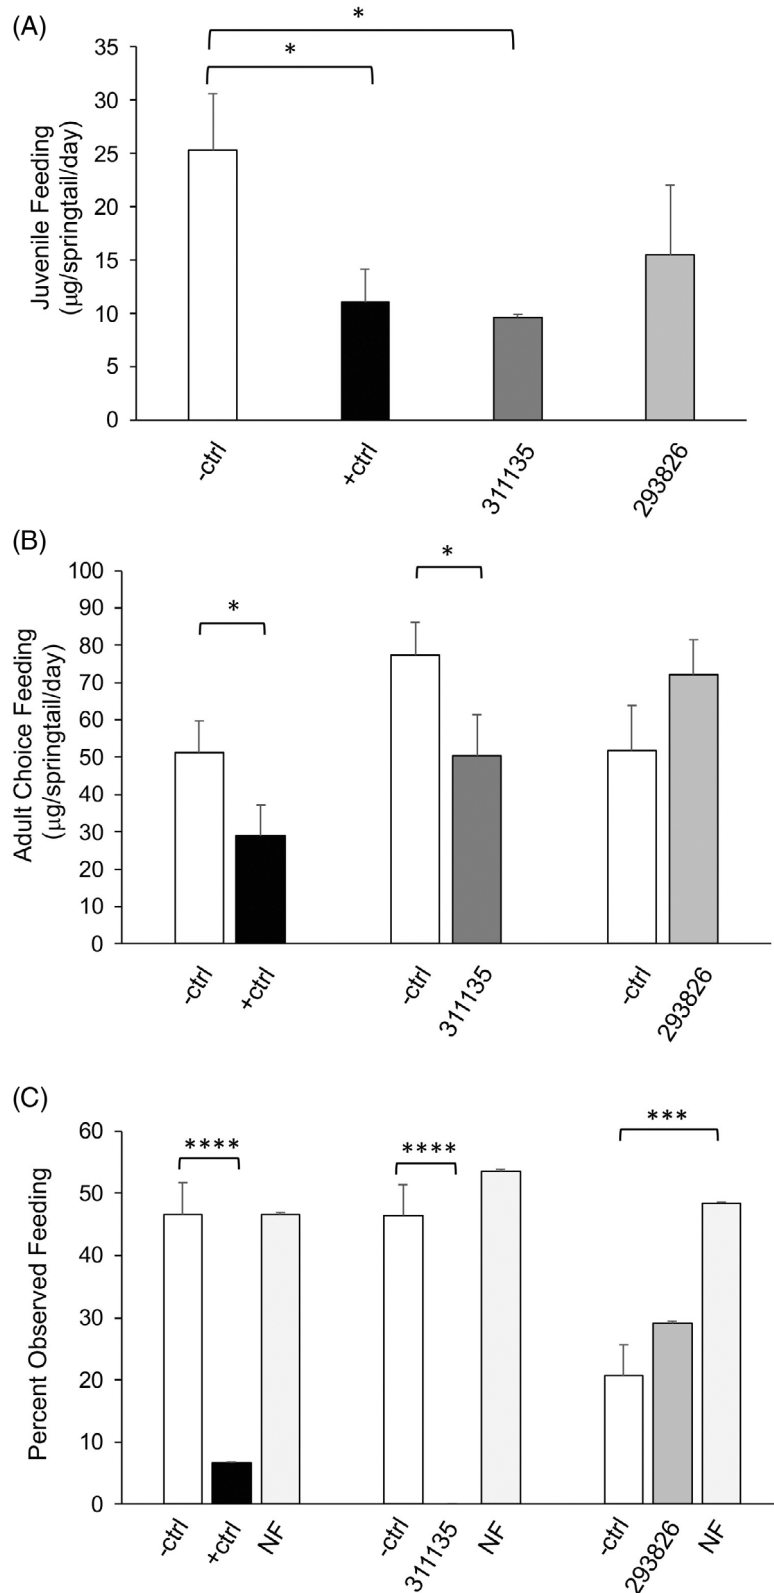 (A)
*
*
35
30
25
20
15
10
5
0
Juvenile Feeding
(μg/springtail/day)
-ctrl
+ctrl
311135
293826
(B)
*
*
100
90
80
70
60
50
40
30
20
10
0
Adult Choice Feeding
(μg/springtail/day)
-ctrl
+ctrl
-ctrl
311135
-ctrl
293826
(C)
****
****
***
60
50
40
30
20
10
0
Percent Observed Feeding
-ctrl
+ctrl
NF
-ctrl
311135
NF
-ctrl
293826
NF